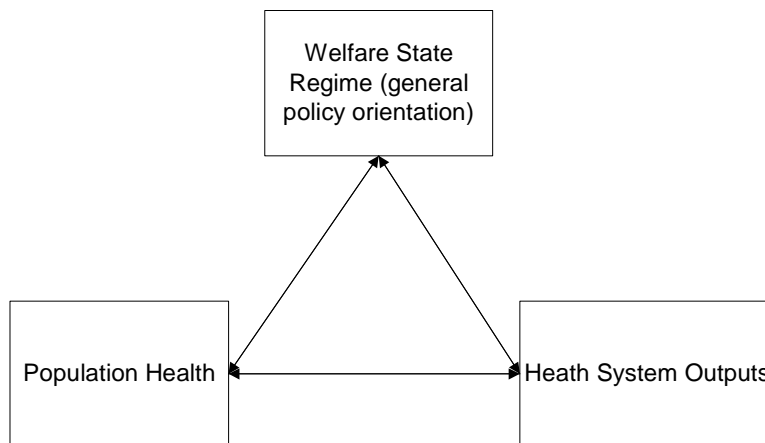 Welfare State
Regime (general
policy orientation)
Population Health
Heath System Outputs